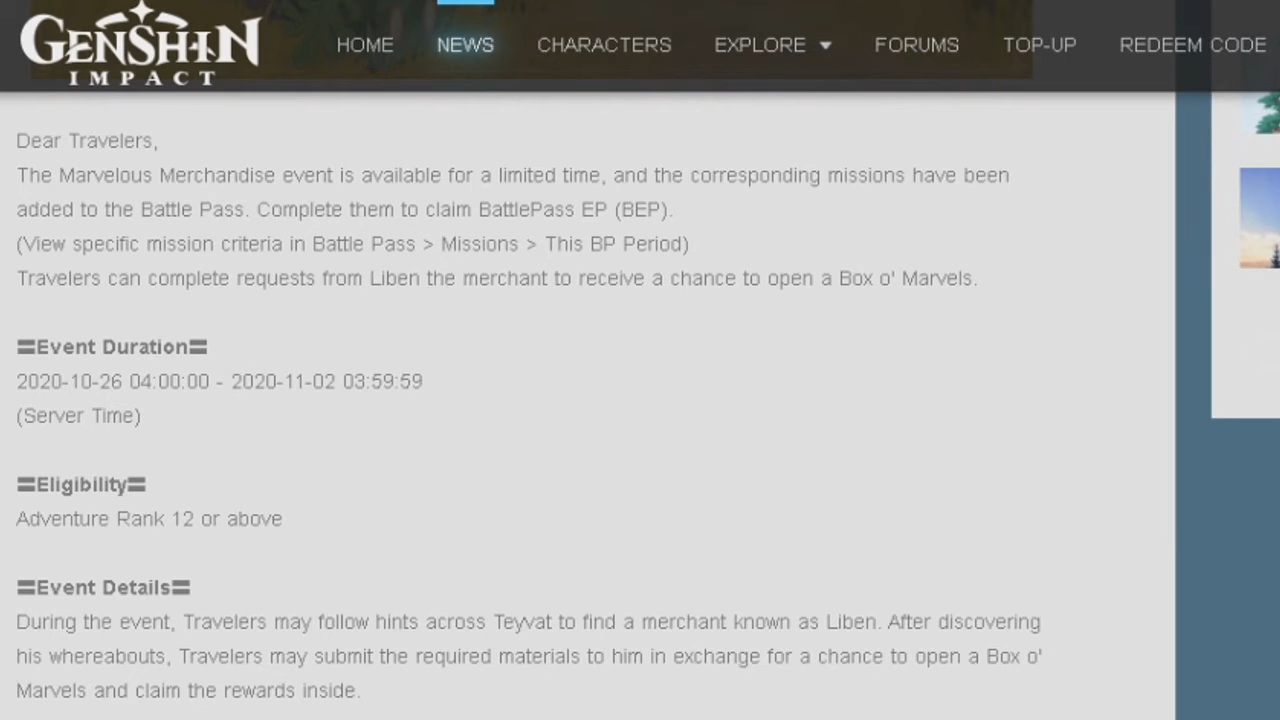 GENSHIN
IMPACT
HOME NEWS CHARACTERS EXPLORE FORUMS TOP-UP REDEEM CODE
Dear Travelers,
The Marvelous Merchandise event is available for a limited time, and the corresponding missions have been
added to the Battle Pass. Complete them to claim BattlePass EP (BEP).
(View specific mission criteria in Battle Pass > Missions > This BP Period)
Travelers can complete requests from Liben the merchant to receive a chance to open a Box o' Marvels.
〓Event Duration〓
2020-10-26 04:00:00 - 2020-11-02 03:59:59
(Server Time)
〓Eligibility〓
Adventure Rank 12 or above
〓Event Details〓
During the event, Travelers may follow hints across Teyvat to find a merchant known as Liben. After discovering
his whereabouts, Travelers may submit the required materials to him in exchange for a chance to open a Box o'
Marvels and claim the rewards inside.